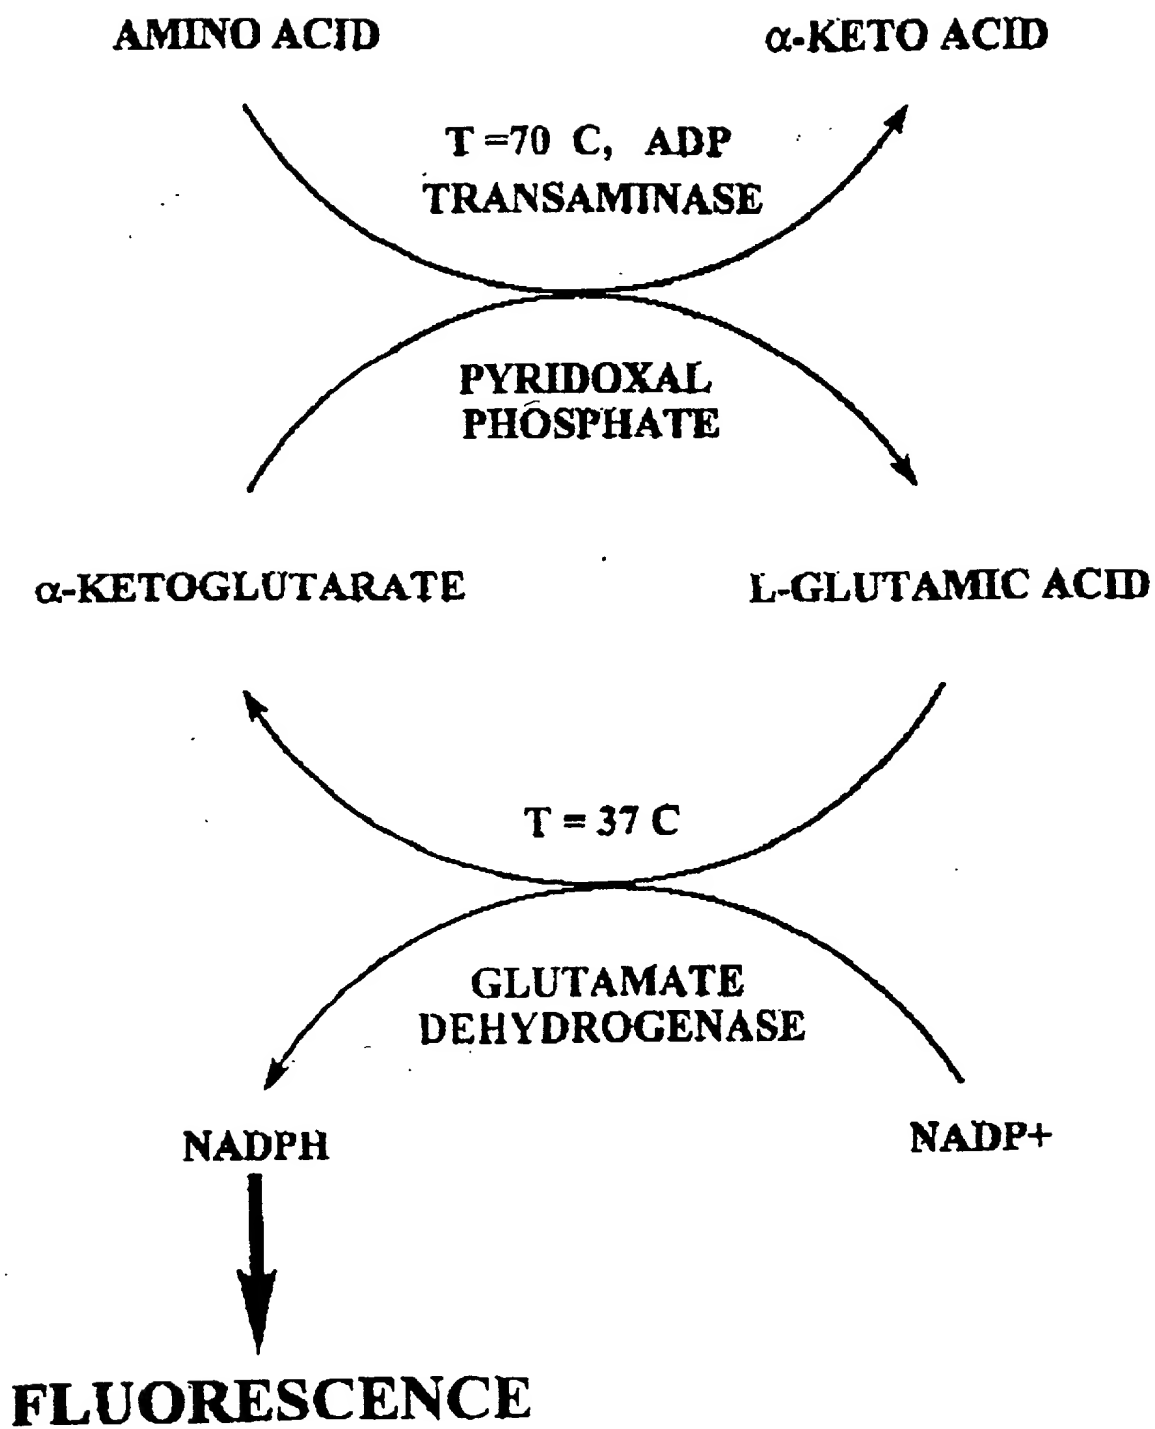 AMINO ACID
α-KETO ACID
T =70 C, ADP
TRANSAMINASE
PYRIDOXAL
PHOSPHATE
α-KETOGLUTARATE
L-GLUTAMIC ACID
T = 37 C
GLUTAMATE
DEHYDROGENASE
NADPH
NADP+
FLUORESCENCE